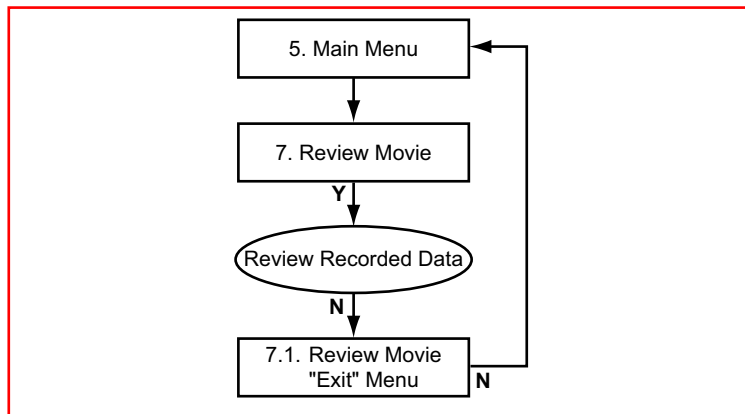 5. Main Menu
7. Review Movie
Y
Review Recorded Data
N
7.1. Review Movie
"Exit" Menu
N